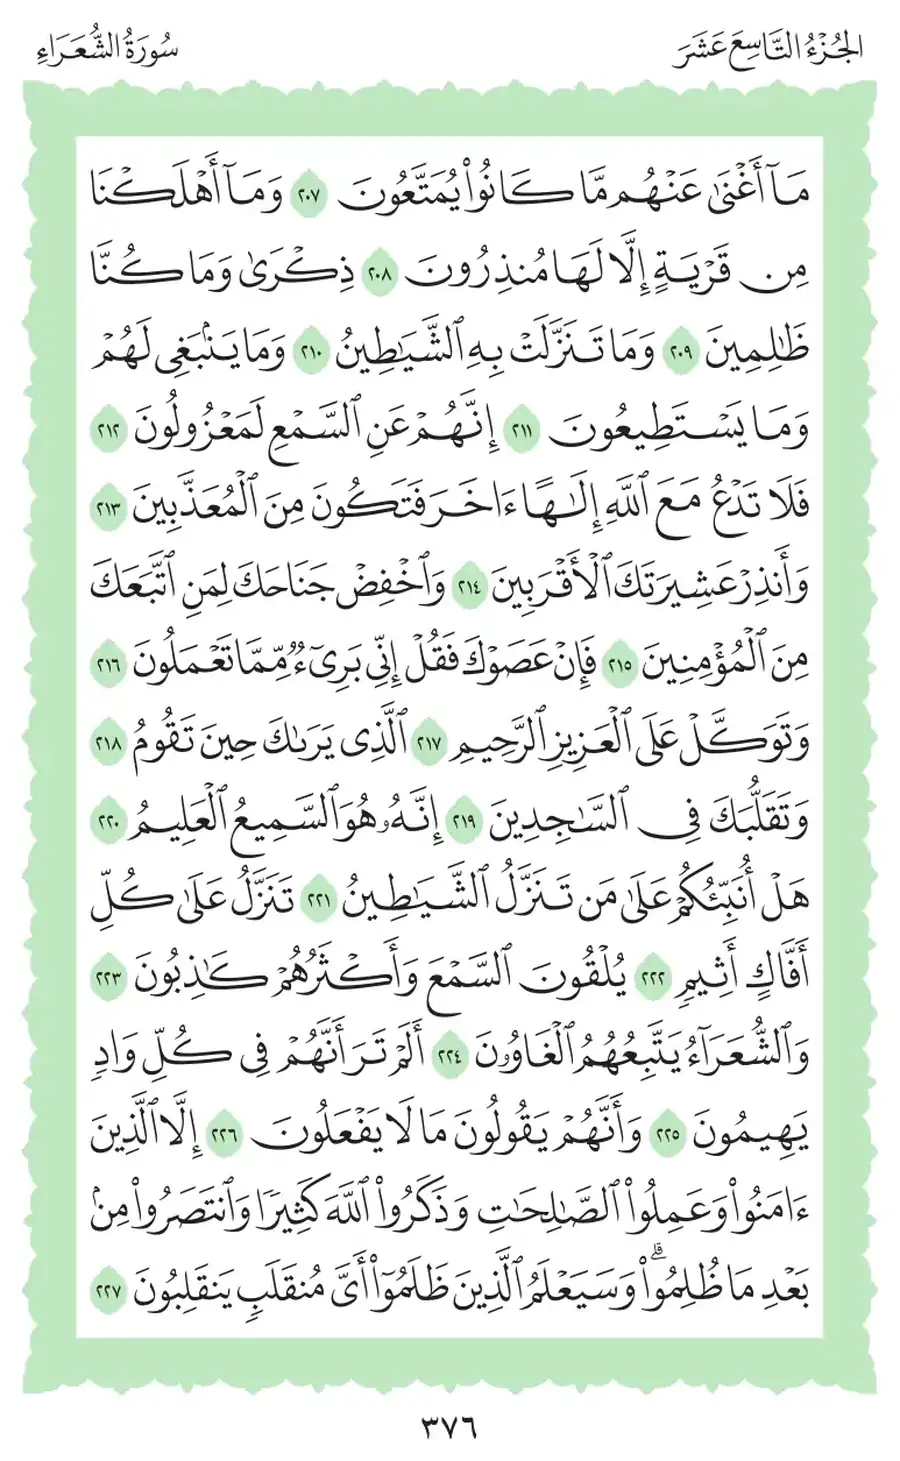 الجُزْءُ التَّاسِعَ عَشَرَ
سُورَةُ الشُّعَرَاءِ
مَآ أَغْنَىٰ عَنْهُم مَّا كَانُوا۟ يُمَتَّعُونَ ٢٠٧ وَمَآ أَهْلَكْنَا
مِن قَرْيَةٍ إِلَّا لَهَا مُنذِرُونَ ٢٠٨ ذِكْرَىٰ وَمَا كُنَّا
ظَٰلِمِينَ ٢٠٩ وَمَا تَنَزَّلَتْ بِهِ ٱلشَّيَٰطِينُ ٢١٠ وَمَا يَنۢبَغِى لَهُمْ
وَمَا يَسْتَطِيعُونَ ٢١١ إِنَّهُمْ عَنِ ٱلسَّمْعِ لَمَعْزُولُونَ ٢١٢
فَلَا تَدْعُ مَعَ ٱللَّهِ إِلَٰهًا ءَاخَرَ فَتَكُونَ مِنَ ٱلْمُعَذَّبِينَ ٢١٣
وَأَنذِرْ عَشِيرَتَكَ ٱلْأَقْرَبِينَ ٢١٤ وَٱخْفِضْ جَنَاحَكَ لِمَنِ ٱتَّبَعَكَ
مِنَ ٱلْمُؤْمِنِينَ ٢١٥ فَإِنْ عَصَوْكَ فَقُلْ إِنِّى بَرِىٓءٌ مِّمَّا تَعْمَلُونَ ٢١٦
وَتَوَكَّلْ عَلَى ٱلْعَزِيزِ ٱلرَّحِيمِ ٢١٧ ٱلَّذِى يَرَىٰكَ حِينَ تَقُومُ ٢١٨
وَتَقَلُّبَكَ فِى ٱلسَّٰجِدِينَ ٢١٩ إِنَّهُۥ هُوَ ٱلسَّمِيعُ ٱلْعَلِيمُ ٢٢٠
هَلْ أُنَبِّئُكُمْ عَلَىٰ مَن تَنَزَّلُ ٱلشَّيَٰطِينُ ٢٢١ تَنَزَّلُ عَلَىٰ كُلِّ
أَفَّاكٍ أَثِيمٍ ٢٢٢ يُلْقُونَ ٱلسَّمْعَ وَأَكْثَرُهُمْ كَٰذِبُونَ ٢٢٣
وَٱلشُّعَرَآءُ يَتَّبِعُهُمُ ٱلْغَاوُۥنَ ٢٢٤ أَلَمْ تَرَ أَنَّهُمْ فِى كُلِّ وَادٍ
يَهِيمُونَ ٢٢٥ وَأَنَّهُمْ يَقُولُونَ مَا لَا يَفْعَلُونَ ٢٢٦ إِلَّا ٱلَّذِينَ
ءَامَنُوا۟ وَعَمِلُوا۟ ٱلصَّٰلِحَٰتِ وَذَكَرُوا۟ ٱللَّهَ كَثِيرًا وَٱنتَصَرُوا۟ مِنۢ
بَعْدِ مَا ظُلِمُوا۟ ۗ وَسَيَعْلَمُ ٱلَّذِينَ ظَلَمُوٓا۟ أَىَّ مُنقَلَبٍ يَنقَلِبُونَ ٢٢٧
٣٧٦